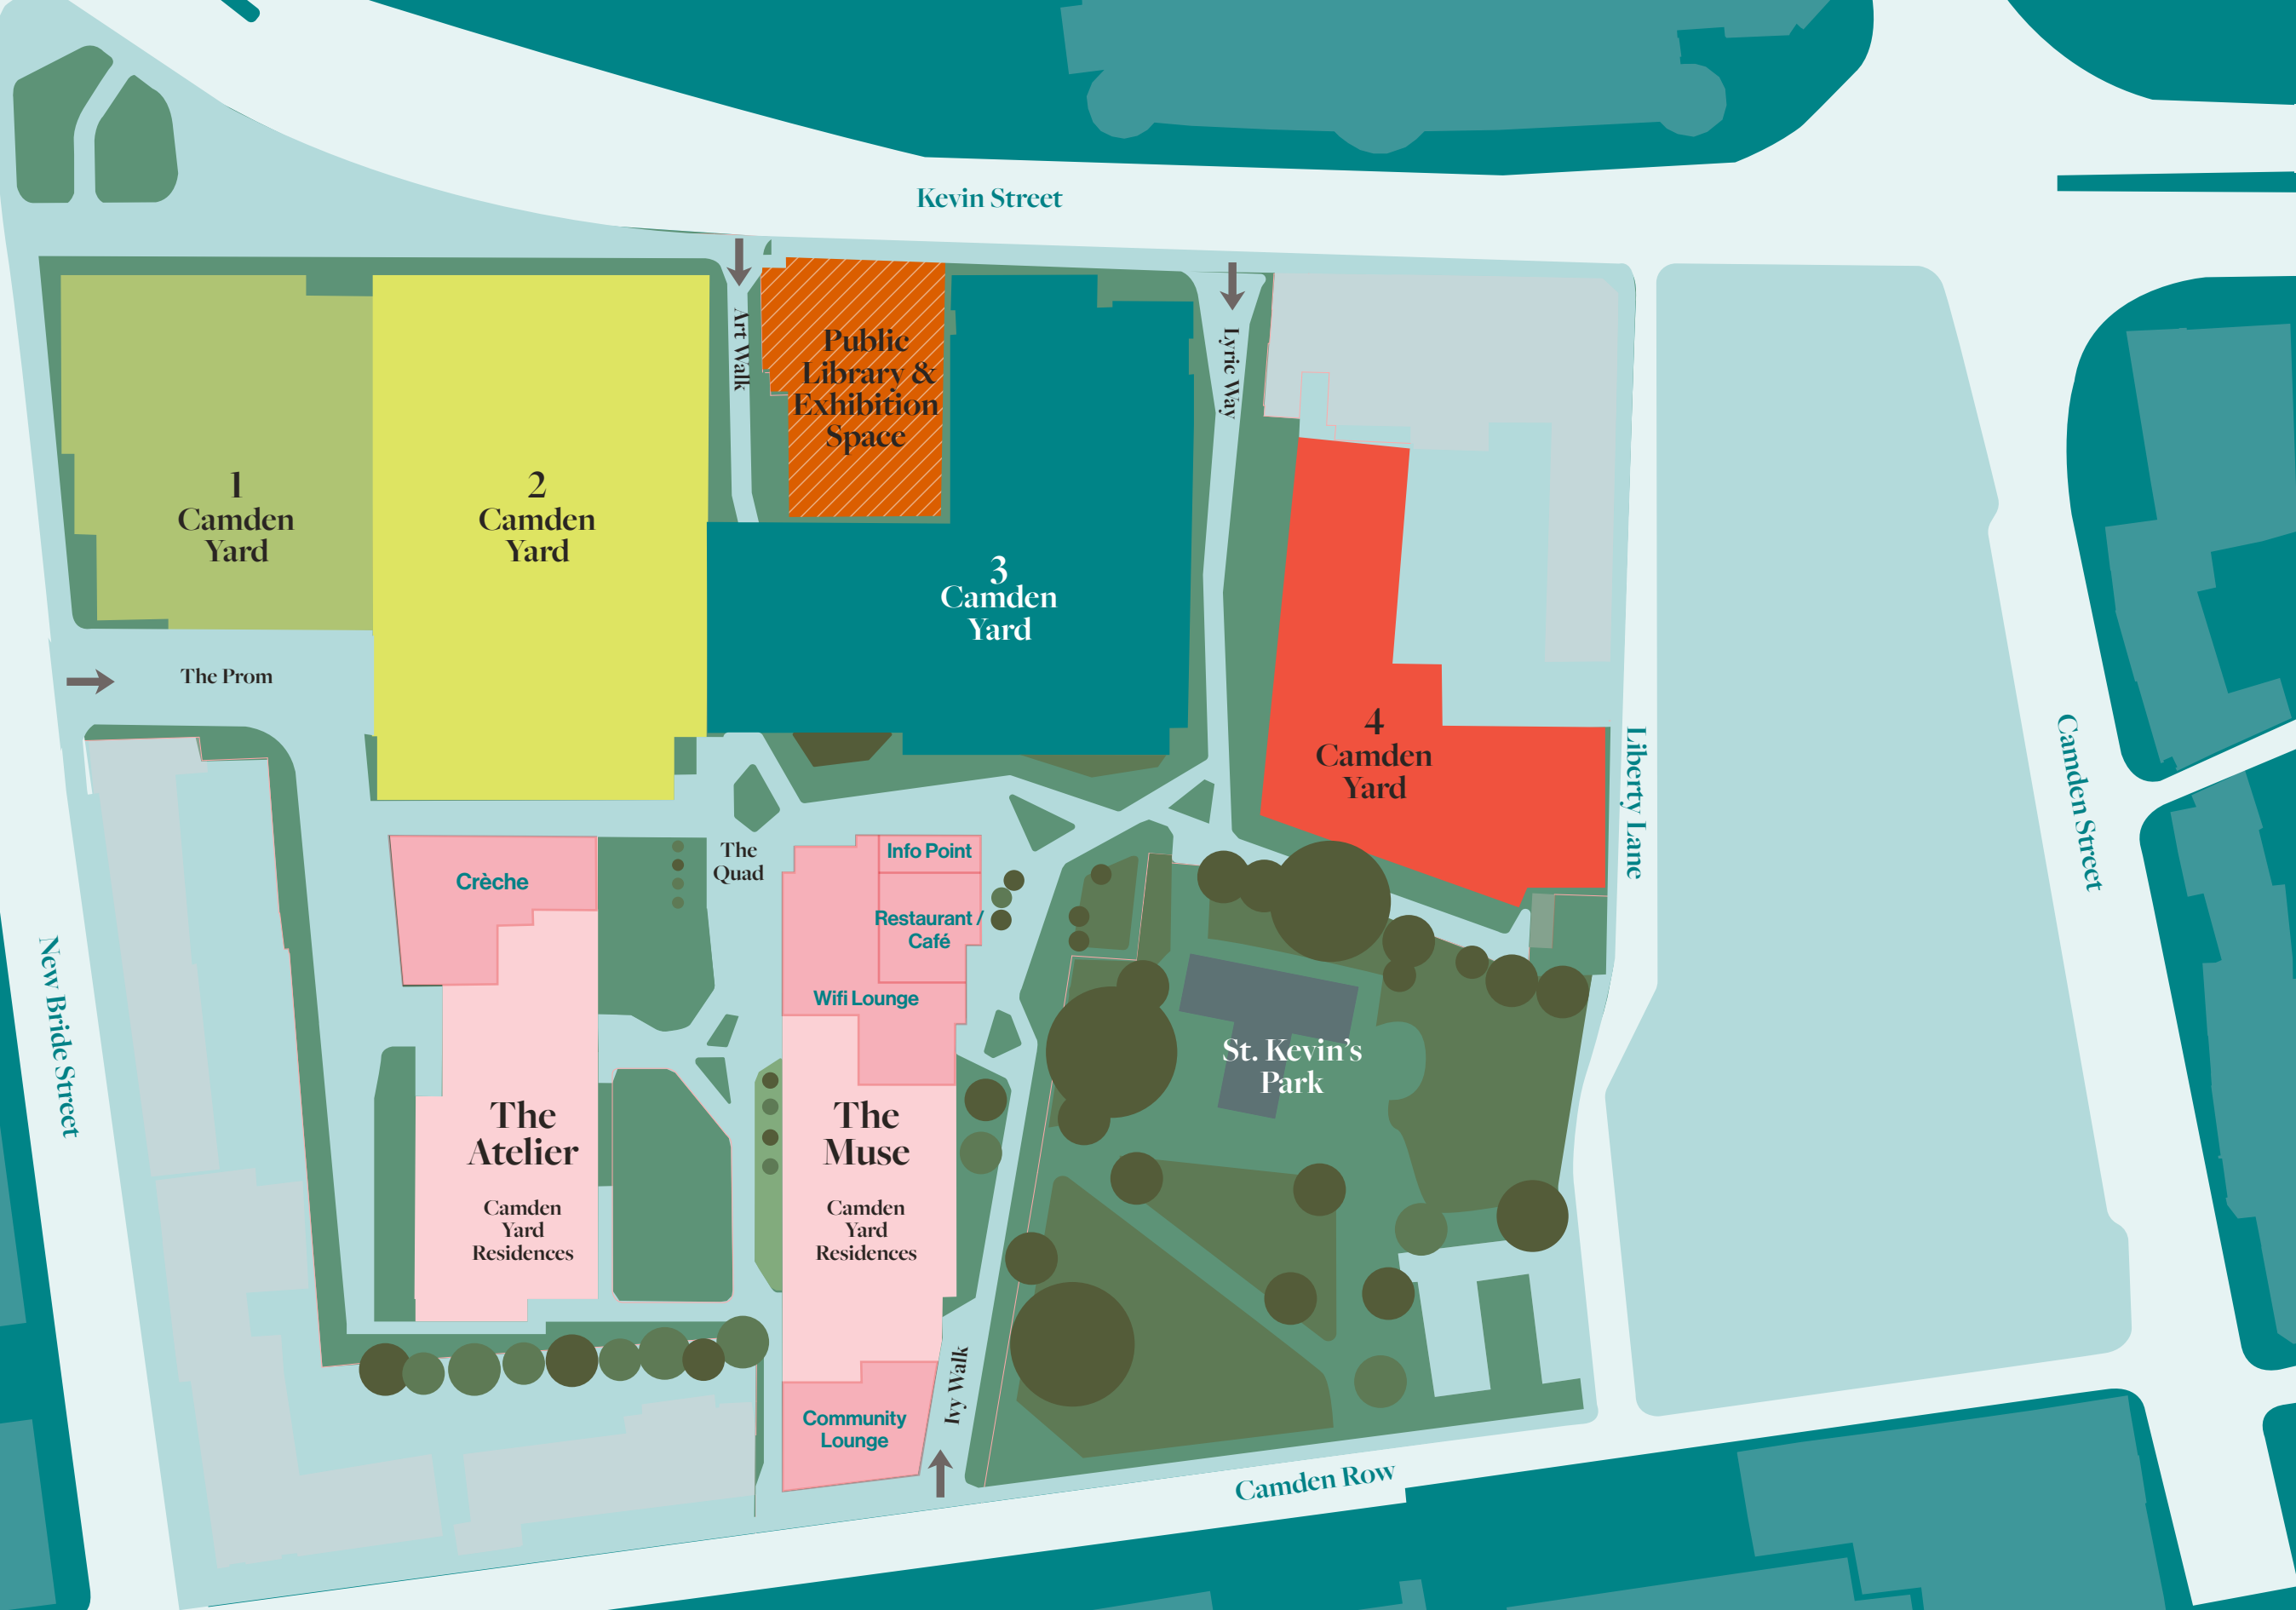 Kevin Street
Art Walk
Public
Library &
Exhibition
Space
Lyric Way
1
Camden
Yard
2
Camden
Yard
3
Camden
Yard
The Prom
4
Camden
Yard
Liberty Lane
Camden Street
The
Quad
Info Point
Crèche
Restaurant /
Café
Wifi Lounge
New Bride Street
St. Kevin's
Park
The
Atelier
Camden
Yard
Residences
The
Muse
Camden
Yard
Residences
Ivy Walk
Community
Lounge
Camden Row